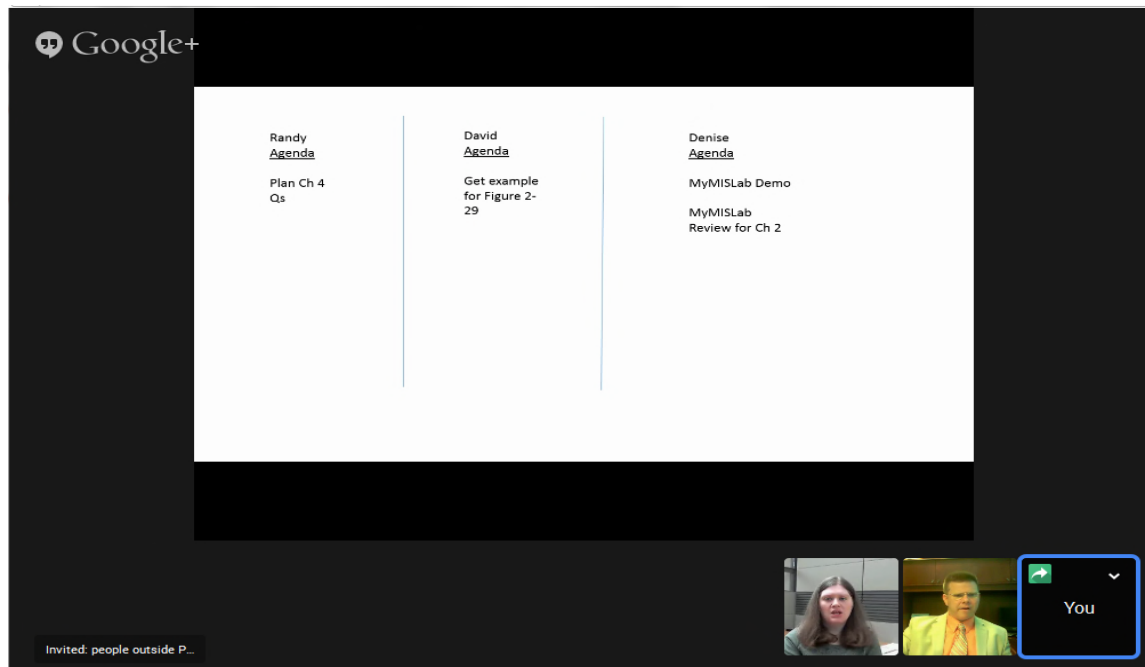 Google+
Randy
Agenda
Plan Ch 4
Qs
David
Agenda
Get example
for Figure 2-
29
Denise
Agenda
MyMISLab Demo
MyMISLab
Review for Ch 2
You
Invited: people outside P...